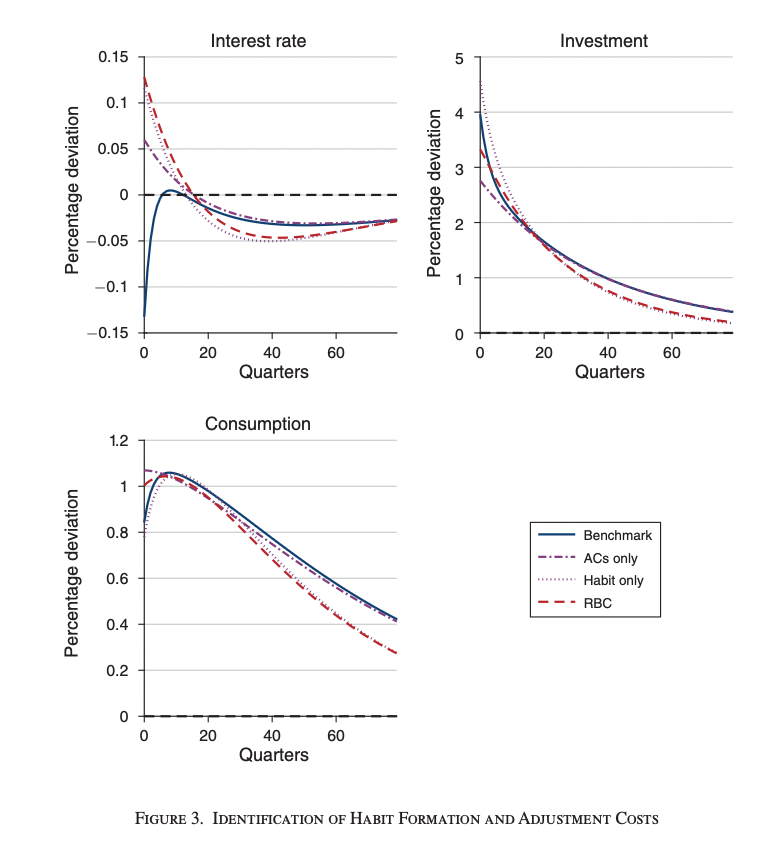 Interest rate
0.15
0.1
0.05
0
−0.05
−0.1
−0.15
Percentage deviation
0 20 40 60
Quarters
Investment
5
4
3
2
1
0
Percentage deviation
0 20 40 60
Quarters
Consumption
1.2
1
0.8
0.6
0.4
0.2
0
Percentage deviation
0 20 40 60
Quarters
Benchmark
ACs only
Habit only
RBC
Figure 3. Identification of Habit Formation and Adjustment Costs